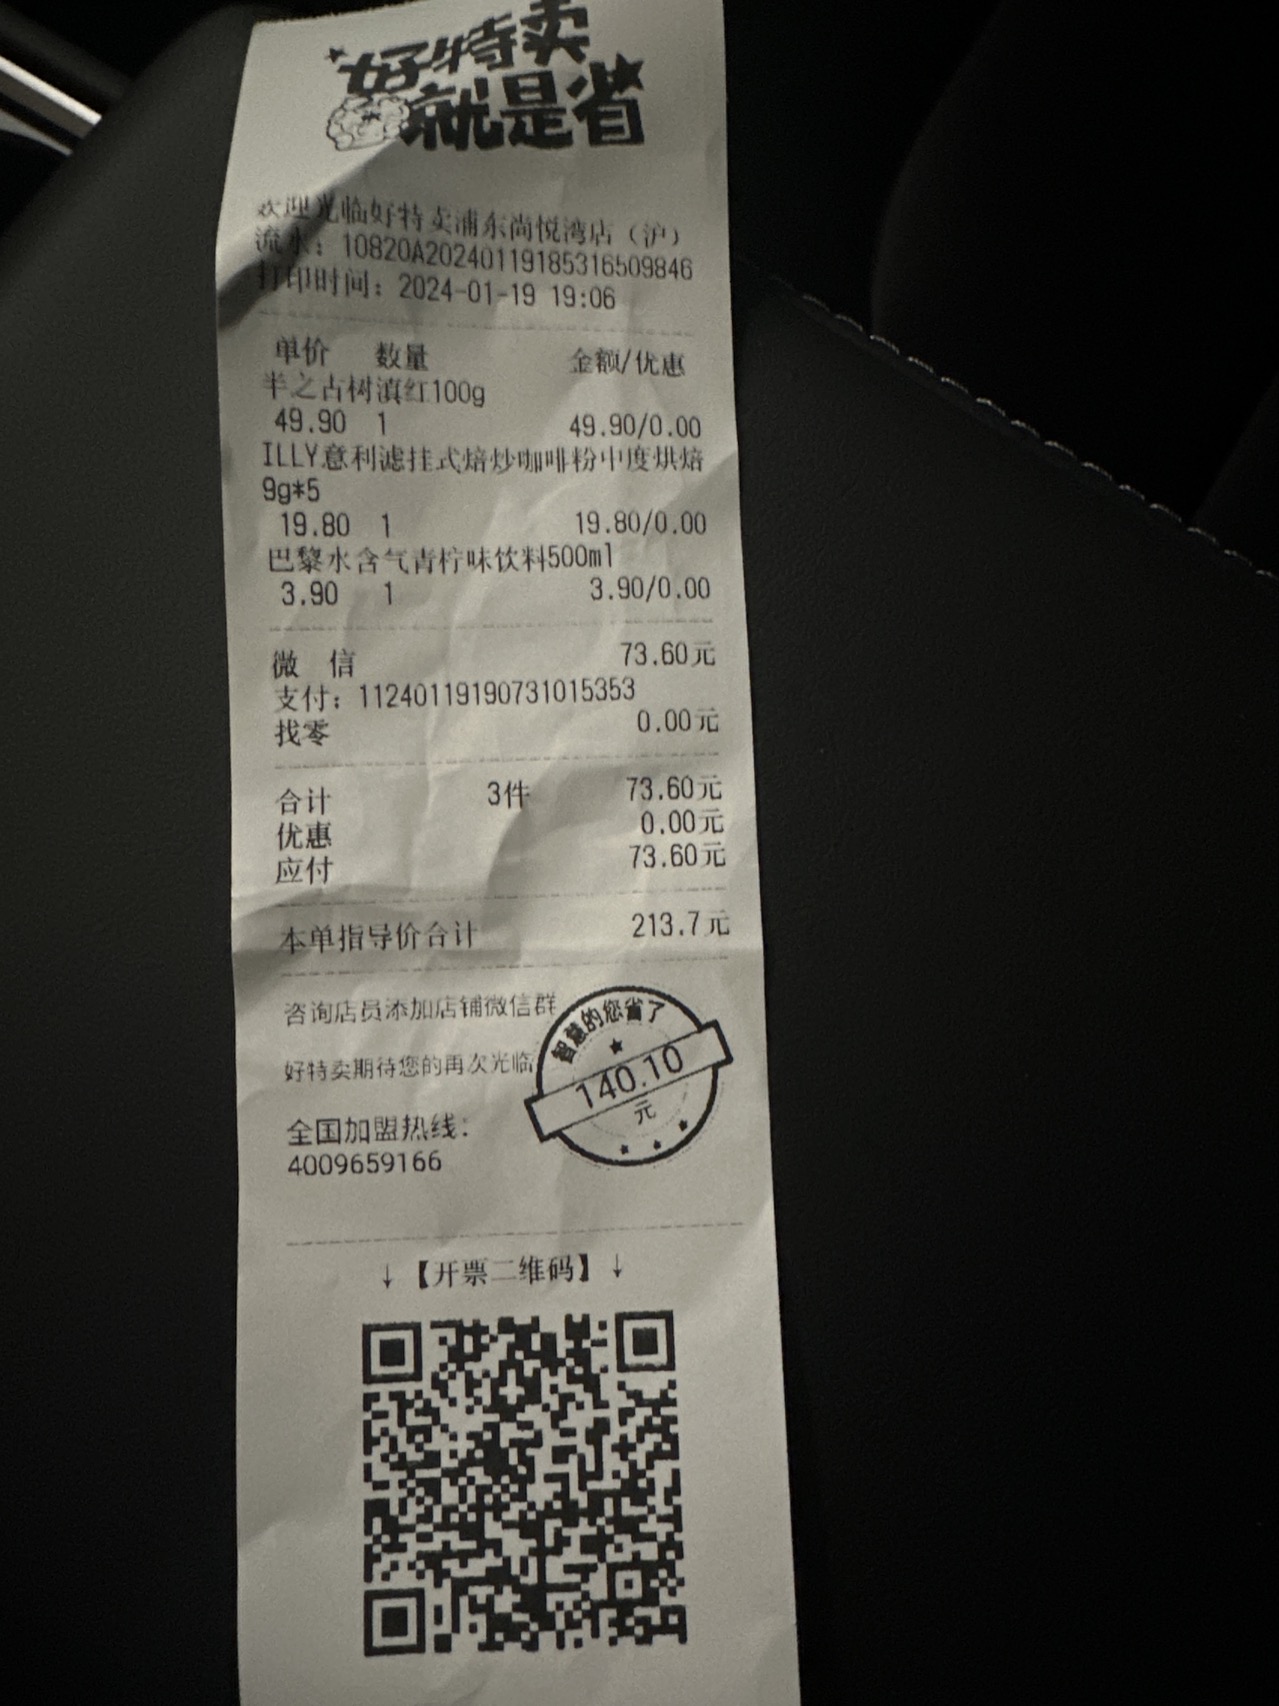 好特卖
就是省
欢迎光临好特卖浦东尚悦湾店（沪）
流水：10820A20240119185316509846
打印时间：2024-01-19 19:06
单价 数量 金额/优惠
半之古树滇红100g
49.90 1 49.90/0.00
ILLY意利滤挂式焙炒咖啡粉中度烘焙
9g*5
19.80 1 19.80/0.00
巴黎水含气青柠味饮料500ml
3.90 1 3.90/0.00
微 信 73.60元
支付：11240119190731015353
找零 0.00元
合计 3件 73.60元
优惠 0.00元
应付 73.60元
本单指导价合计 213.7元
咨询店员添加店铺微信群
好特卖期待您的再次光临
智慧的您省了
140.10
元
全国加盟热线：
4009659166
↓【开票二维码】↓